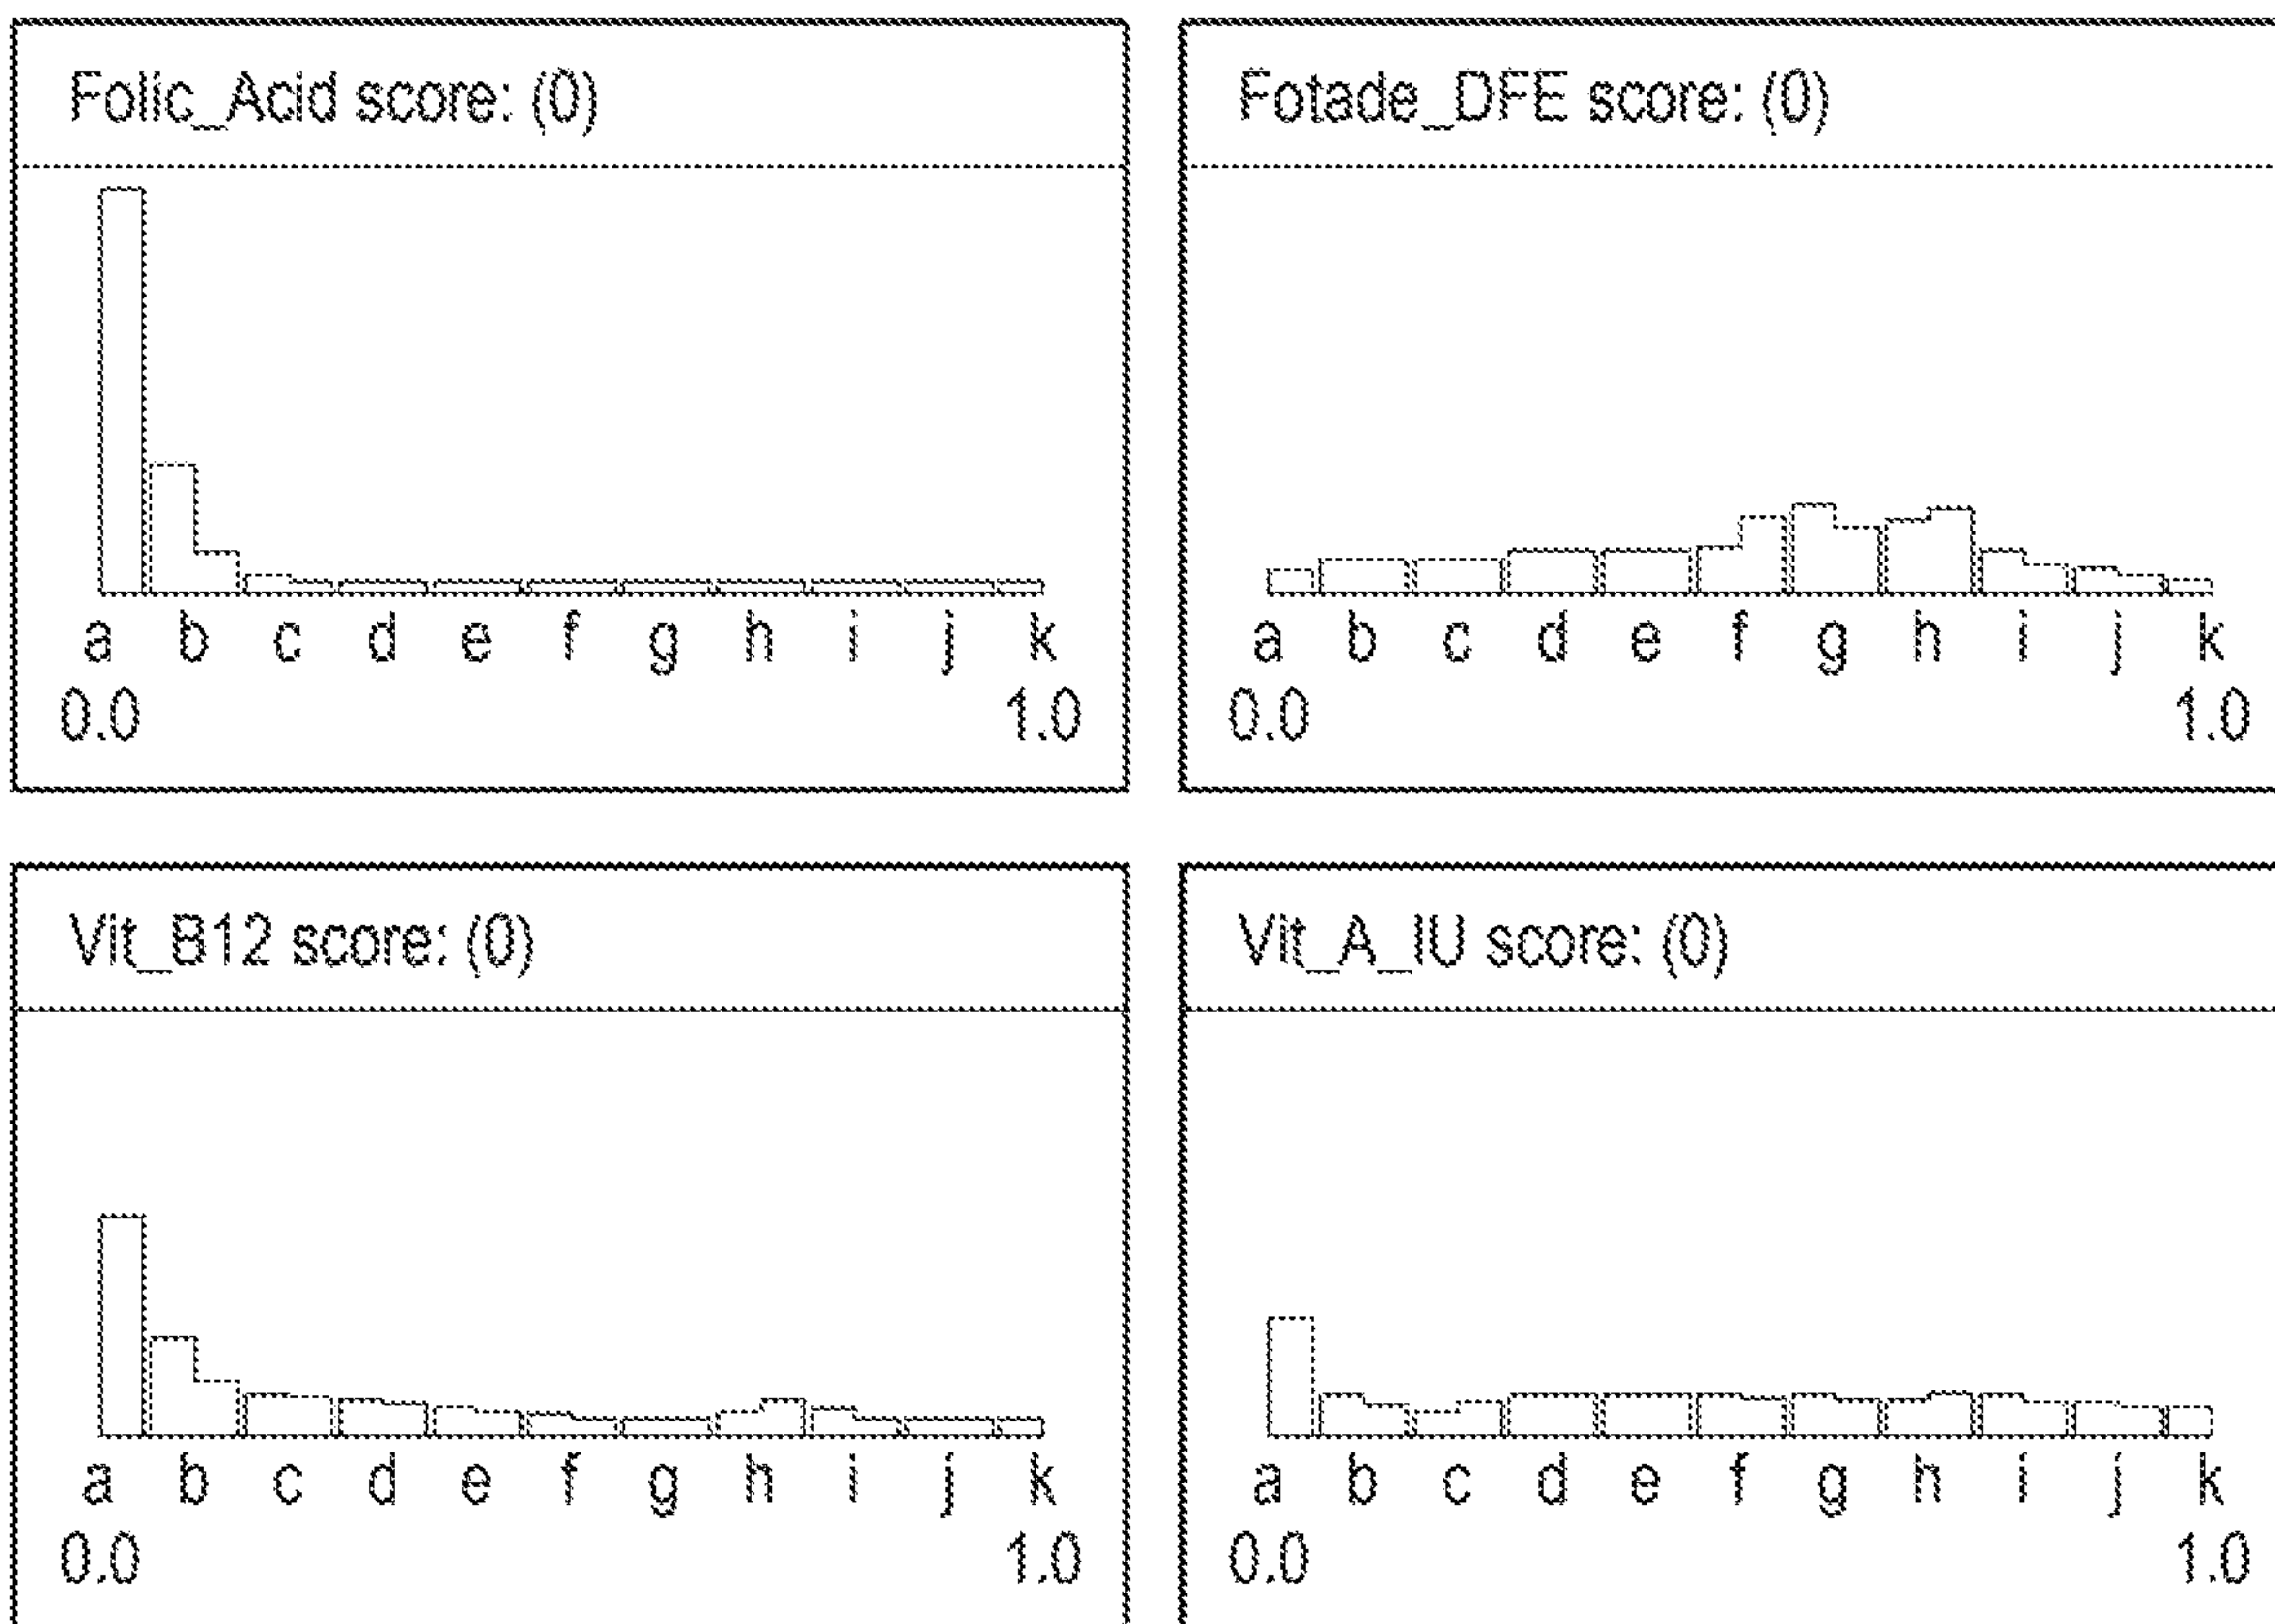 Folic_Acid score: (0)
a b c d e f g h i j k
0.0 1.0
Fotade_DFE score: (0)
a b c d e f g h i j k
0.0 1.0
Vit_B12 score: (0)
a b c d e f g h i j k
0.0 1.0
Vit_A_IU score: (0)
a b c d e f g h i j k
0.0 1.0